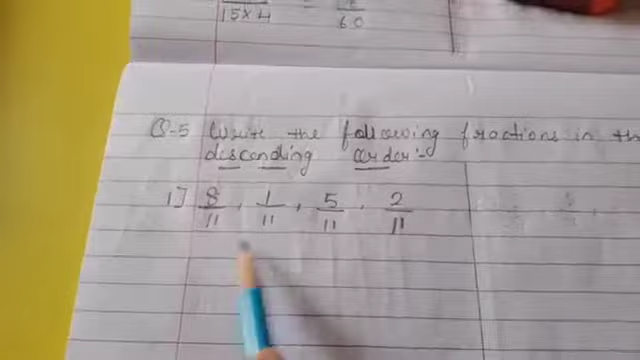 15×4 =
60
Q-5 Write the following fractions in th
descending order:-
1] 8/11, 1/11, 5/11, 2/11